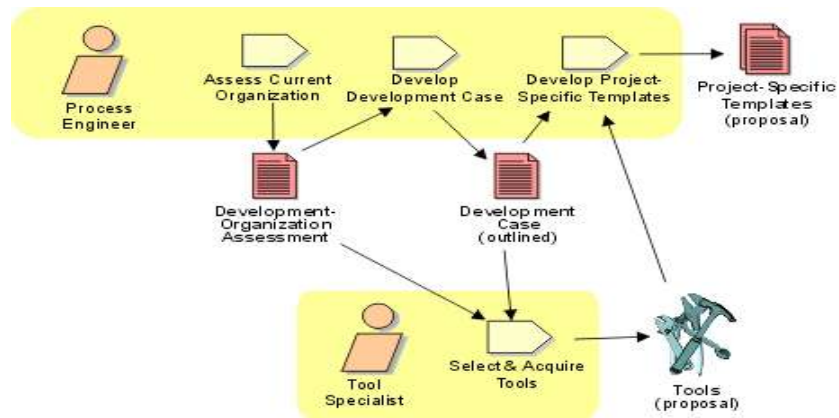 Process
Engineer
Assess Current
Organization
Develop
Development Case
Develop Project-
Specific Templates
Project-Specific
Templates
(proposal)
Development-
Organization
Assessment
Development
Case
(outlined)
Tool
Specialist
Select & Acquire
Tools
Tools
(proposal)